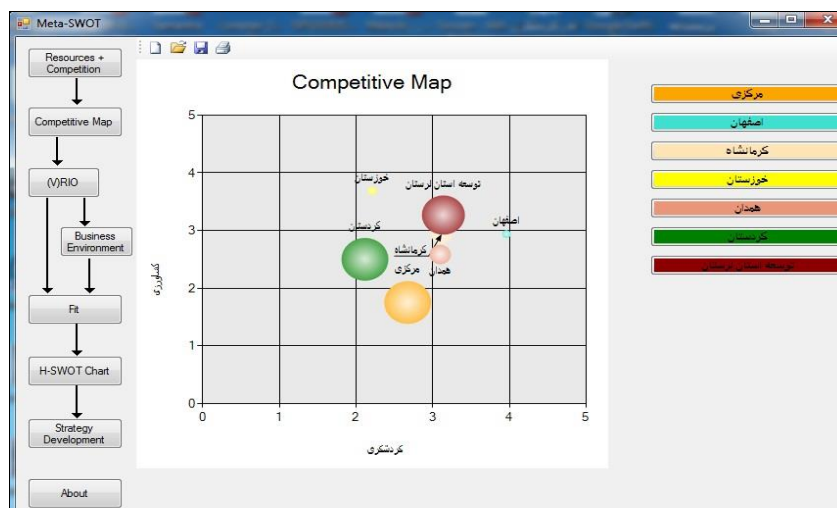 Meta-SWOT
Resources +
Competition
Competitive Map
(V)RIO
Business
Environment
Fit
H-SWOT Chart
Strategy
Development
About
Competitive Map
5
4
3
2
1
0
0
1
2
3
4
5
کشاورزی
گردشگری
خوزستان
توسعه استان لرستان
اصفهان
کردستان
کرمانشاه
مرکزی
همدان
مرکزی
اصفهان
کرمانشاه
خوزستان
همدان
کردستان
توسعه استان لرستان